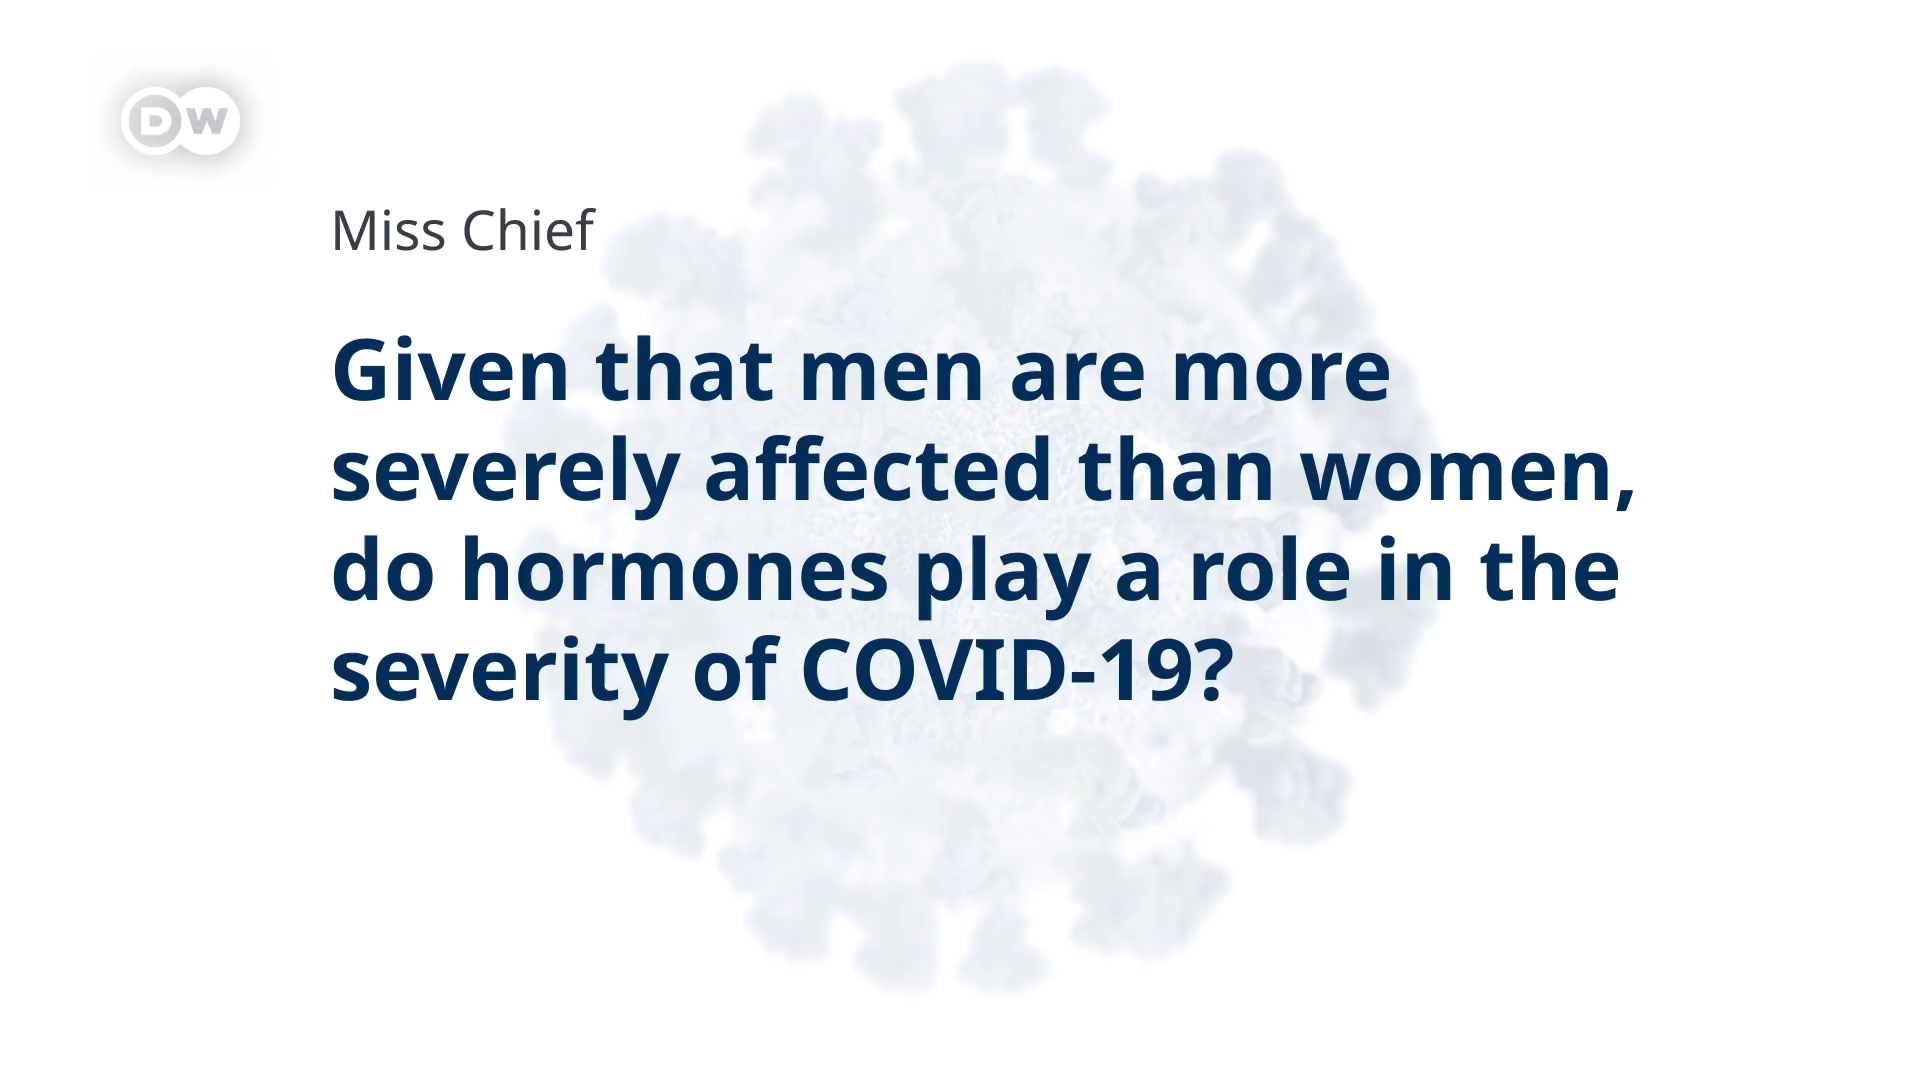 DW
Miss Chief
Given that men are more
severely affected than women,
do hormones play a role in the
severity of COVID-19?